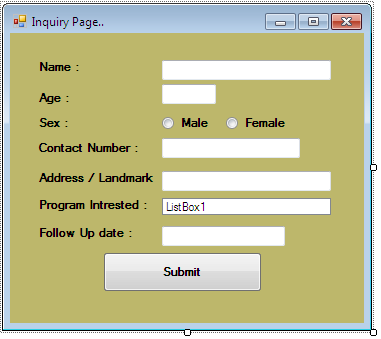 Inquiry Page..
Name :
Age :
Sex : Male Female
Contact Number :
Address / Landmark
Program Intrested : ListBox1
Follow Up date :
Submit